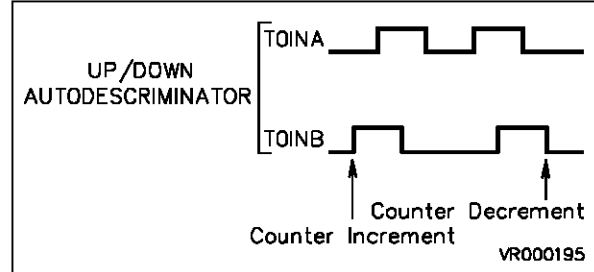 TOINA
UP/DOWN
AUTODESCRIMINATOR
TOINB
Counter Decrement
Counter Increment
VR000195